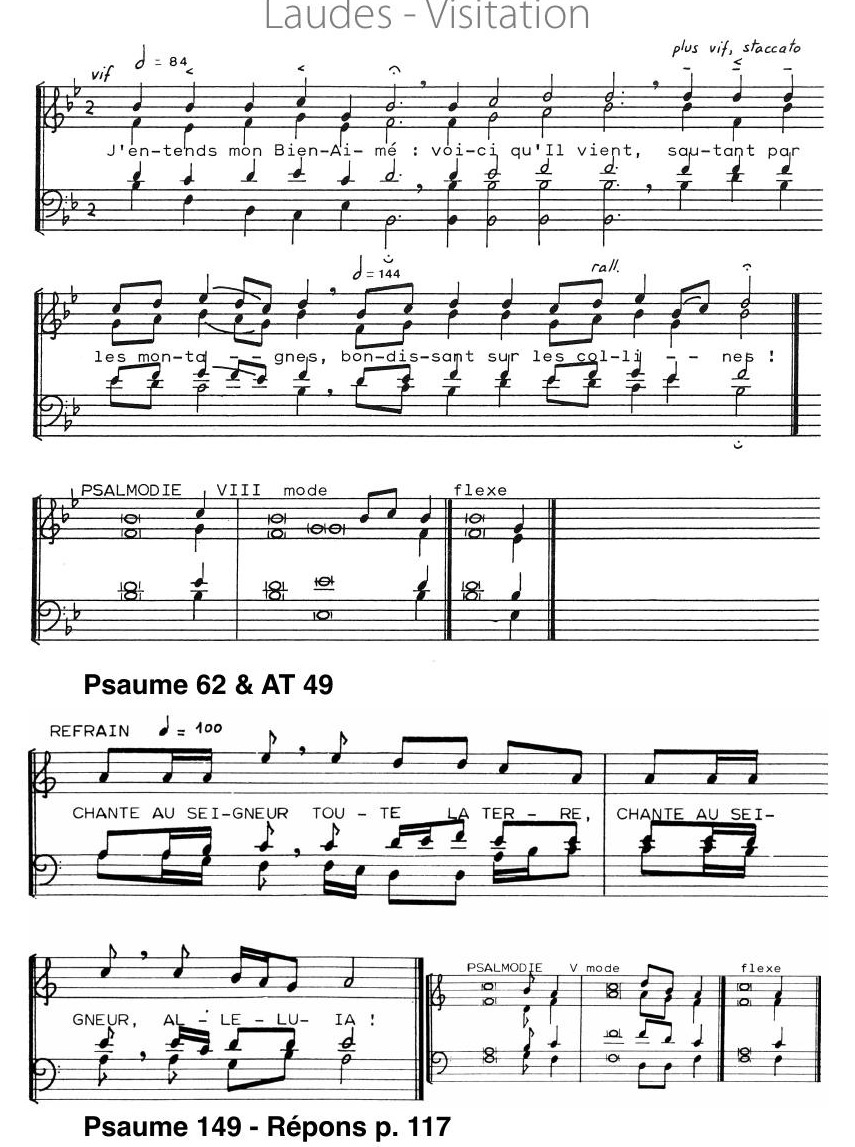 Laudes - Visitation
plus vif, staccato
vif = 84
2
J'en-tends mon Bien-Ai-mé : voi-ci qu'Il vient, sau-tant par
2
= 144 rall.
les mon-ta - - gnes, bon-dis-sant sur les col-li - - nes !
PSALMODIE VIII mode flexe
Psaume 62 & AT 49
REFRAIN = 100
CHANTE AU SEI-GNEUR TOU - TE LA TER - RE, CHANTE AU SEI-
PSALMODIE V mode flexe
GNEUR, AL - LE - LU - IA !
Psaume 149 - Répons p. 117